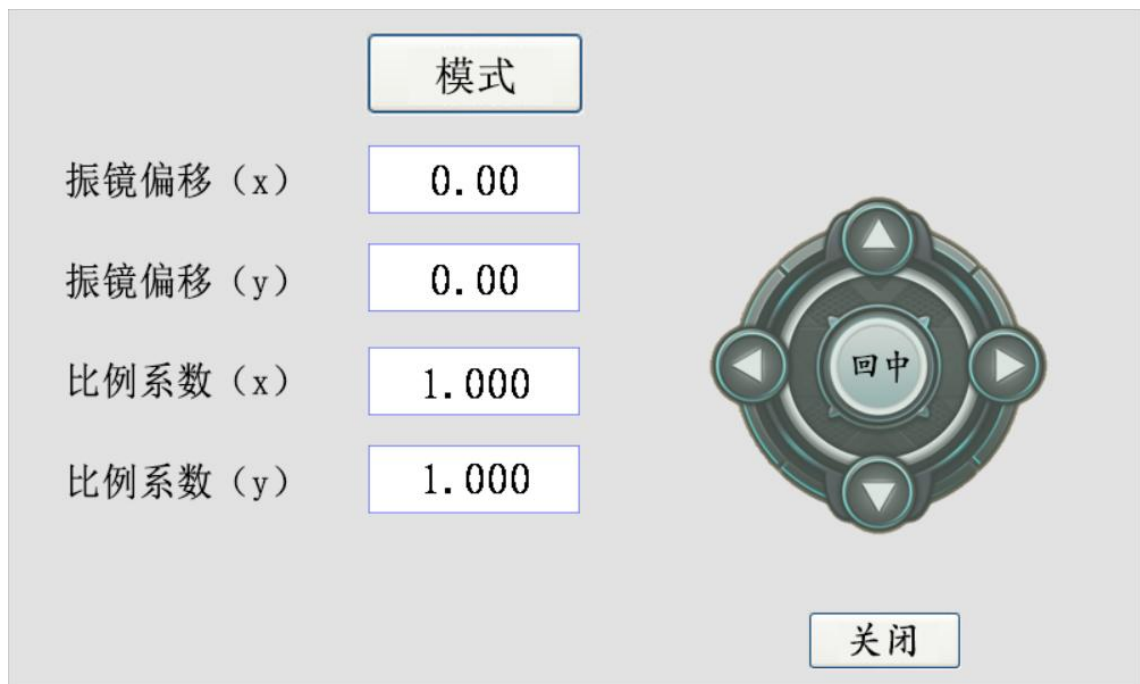 模式
振镜偏移（x） 0.00
振镜偏移（y） 0.00
比例系数（x） 1.000
比例系数（y） 1.000
回中
关闭